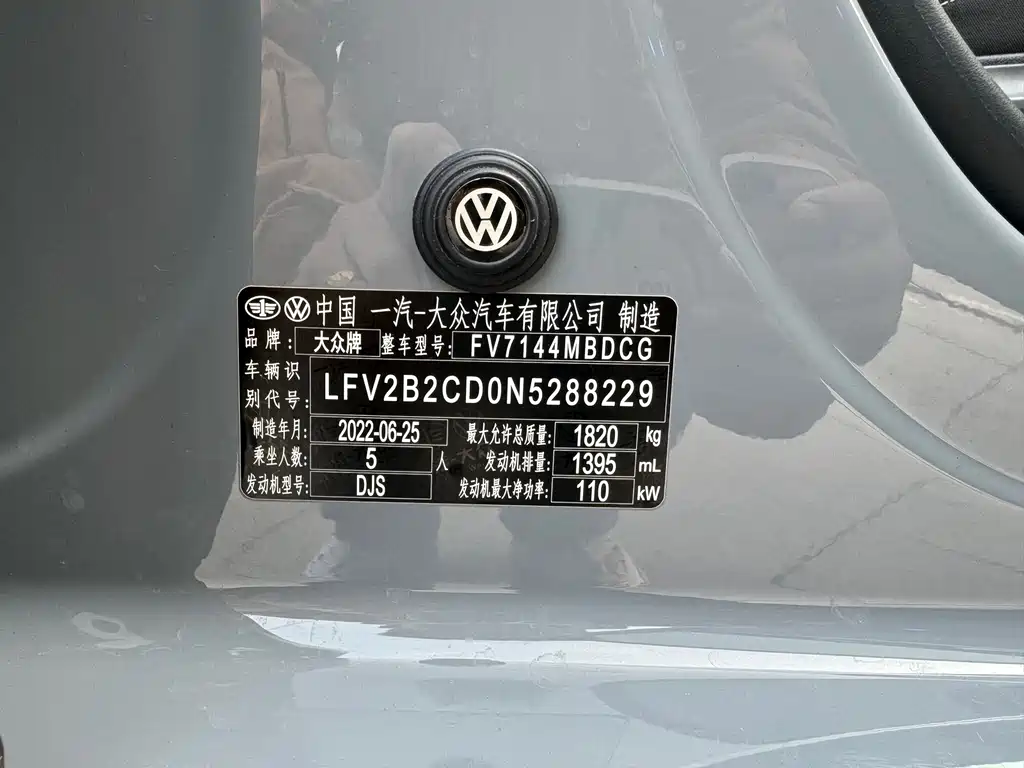 中国 一汽-大众汽车有限公司 制造
品牌: 大众牌 整车型号: FV7144MBDCG
车辆识别代号: LFV2B2CD0N5288229
制造年月: 2022-06-25 最大允许总质量: 1820 kg
乘坐人数: 5 人 发动机排量: 1395 mL
发动机型号: DJS 发动机最大净功率: 110 kW